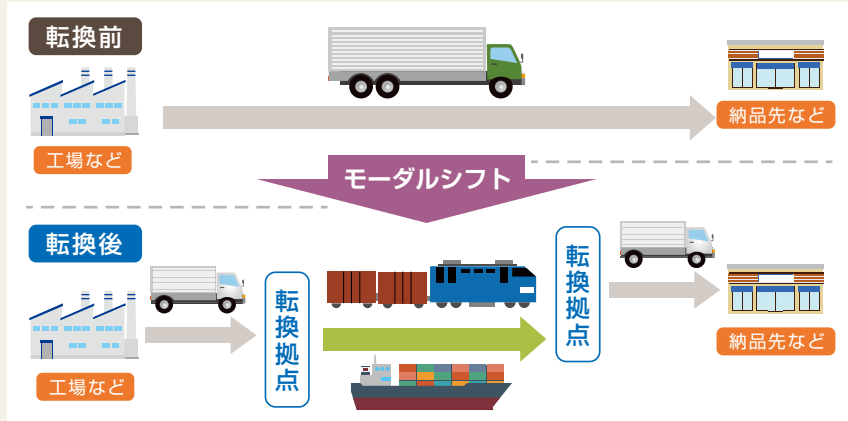 転換前
工場など
納品先など
モーダルシフト
転換後
工場など
転換拠点
転換拠点
納品先など